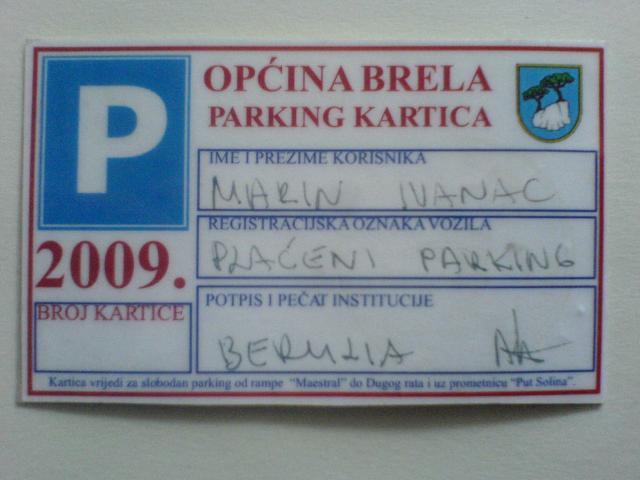 P
OPĆINA BRELA
PARKING KARTICA
IME I PREZIME KORISNIKA
MARIN IVANAC
REGISTRACIJSKA OZNAKA VOZILA
PLAĆENI PARKING
2009.
BROJ KARTICE
POTPIS I PEČAT INSTITUCIJE
BERULIA
Kartica vrijedi za slobodan parking od rampe "Maestral" do Dugog rata i uz prometnicu "Put Solina".